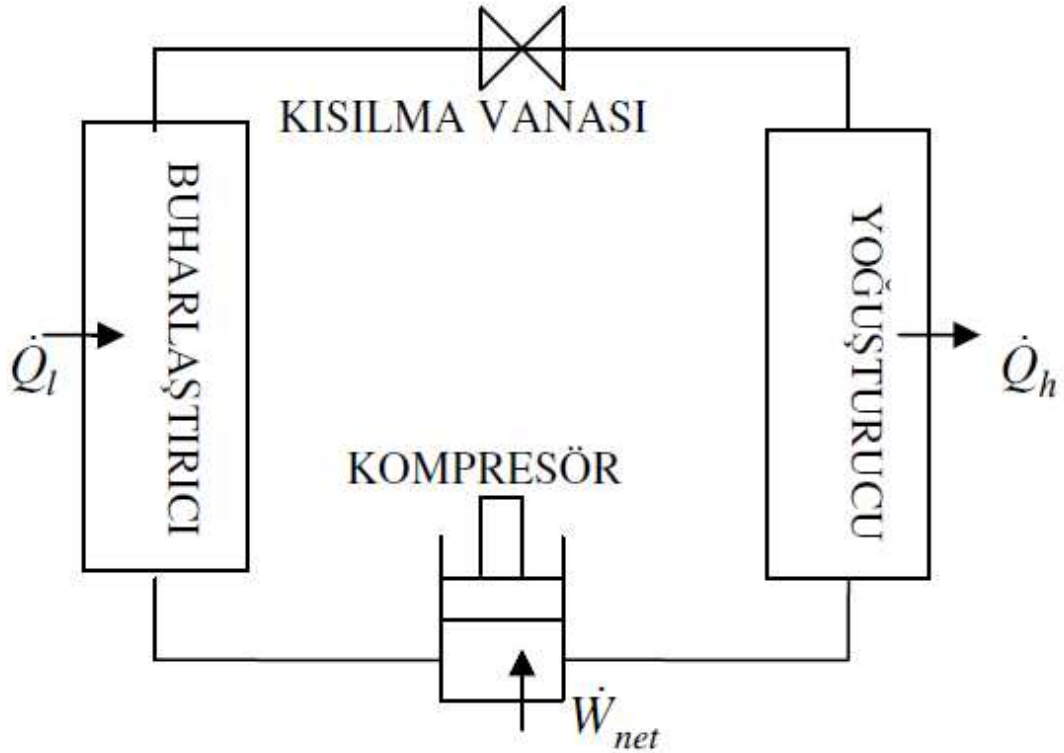 KISILMA VANASI
BUHARLAŞTIRICI
YOĞUŞTURUCU
Q̇l
Q̇h
KOMPRESÖR
Ẇnet